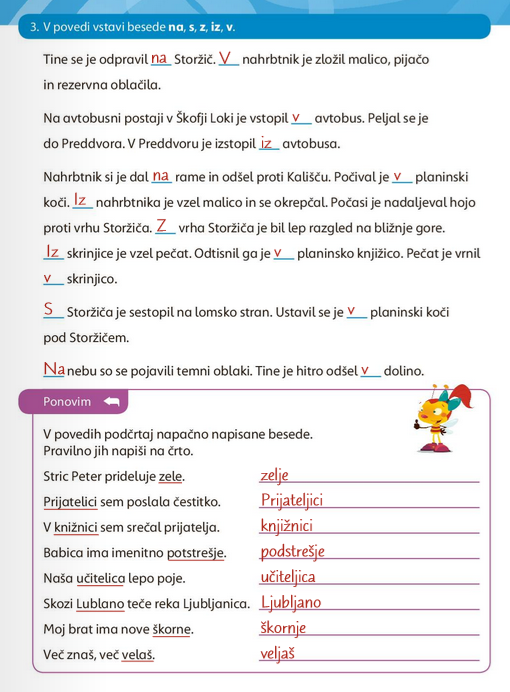 3. V povedi vstavi besede na, s, z, iz, v.
Tine se je odpravil na Storžič. V nahrbtnik je zložil malico, pijačo
in rezervna oblačila.
Na avtobusni postaji v Škofji Loki je vstopil v avtobus. Peljal se je
do Preddvora. V Preddvoru je izstopil iz avtobusa.
Nahrbtnik si je dal na rame in odšel proti Kališču. Počival je v planinski
koči. Iz nahrbtnika je vzel malico in se okrepčal. Počasi je nadaljeval hojo
proti vrhu Storžiča. Z vrha Storžiča je bil lep razgled na bližnje gore.
Iz skrinjice je vzel pečat. Odtisnil ga je v planinsko knjižico. Pečat je vrnil
v skrinjico.
S Storžiča je sestopil na lomsko stran. Ustavil se je v planinski koči
pod Storžičem.
Na nebu so se pojavili temni oblaki. Tine je hitro odšel v dolino.
Ponovim
V povedih podčrtaj napačno napisane besede.
Pravilno jih napiši na črto.
Stric Peter prideluje zele. zelje
Prijatelici sem poslala čestitko. Prijateljici
V knižnici sem srečal prijatelja. knjižnici
Babica ima imenitno potstrešje. podstrešje
Naša učitelica lepo poje. učiteljica
Skozi Lublano teče reka Ljubljanica. Ljubljano
Moj brat ima nove škorne. škornje
Več znaš, več velaš. veljaš